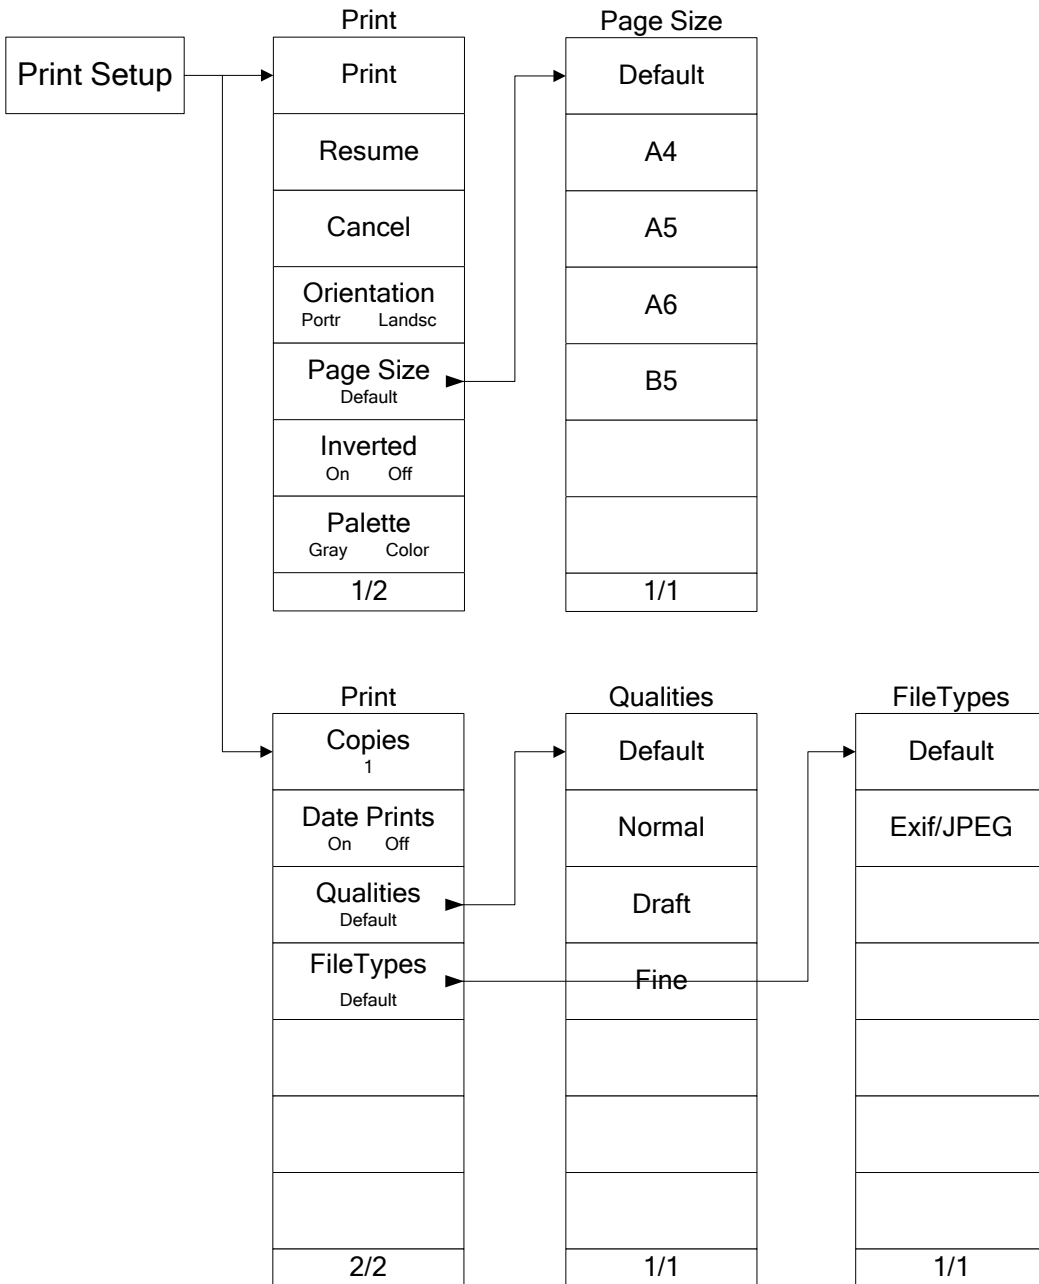 Print Setup
Print
Print
Resume
Cancel
Orientation
Portr Landsc
Page Size
Default
Inverted
On Off
Palette
Gray Color
1/2
Page Size
Default
A4
A5
A6
B5
1/1
Print
Copies
1
Date Prints
On Off
Qualities
Default
FileTypes
Default
2/2
Qualities
Default
Normal
Draft
Fine
1/1
FileTypes
Default
Exif/JPEG
1/1